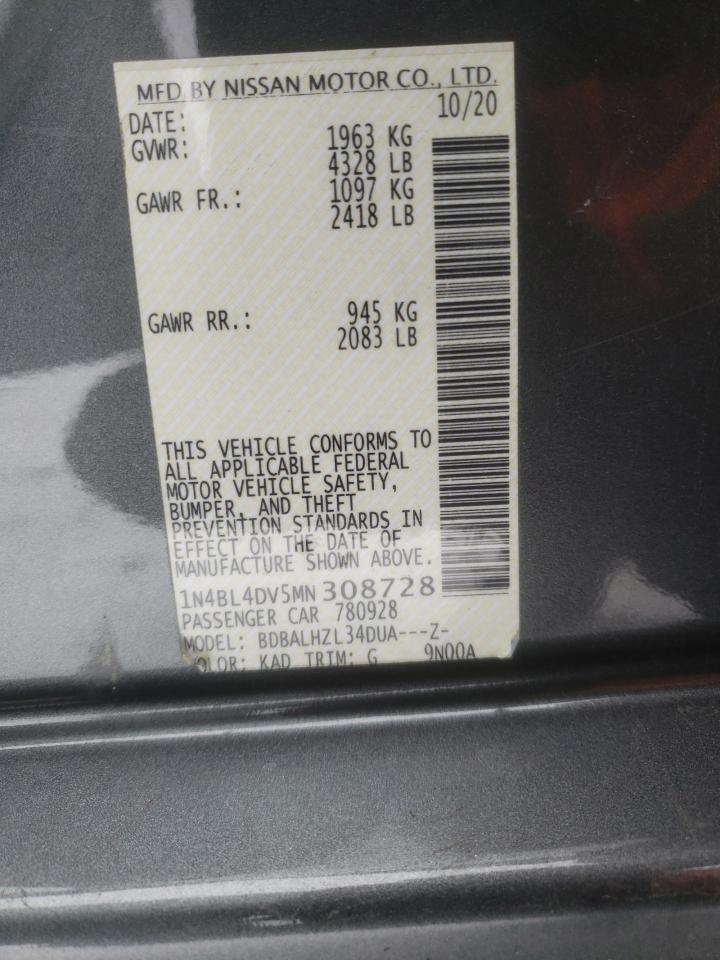 MFD BY NISSAN MOTOR CO., LTD.
DATE: 10/20
GVWR: 1963 KG
4328 LB
GAWR FR.: 1097 KG
2418 LB
GAWR RR.: 945 KG
2083 LB
THIS VEHICLE CONFORMS TO
ALL APPLICABLE FEDERAL
MOTOR VEHICLE SAFETY,
BUMPER, AND THEFT
PREVENTION STANDARDS IN
EFFECT ON THE DATE OF
MANUFACTURE SHOWN ABOVE.
1N4BL4DV5MN308728
PASSENGER CAR 780928
MODEL: BDBALHZL34DUA---Z-
OLOR: KAD TRIM: G 9N00A